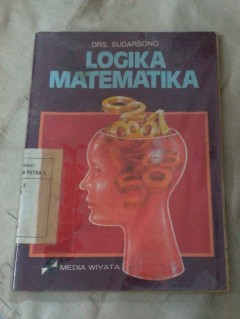 DRS. SUDARSONO
LOGIKA
MATEMATIKA
MEDIA WIYATA